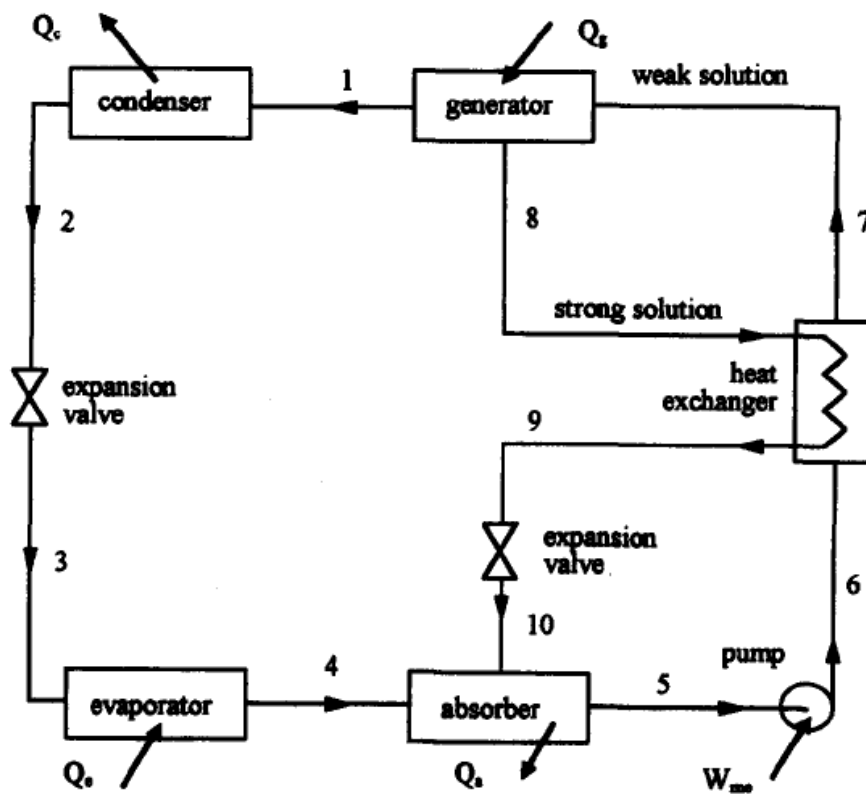 Qc
Qg
condenser
1
generator
weak solution
2
8
7
strong solution
expansion
valve
heat
exchanger
9
expansion
valve
3
10
6
4
pump
5
evaporator
absorber
Qe
Qa
Wme